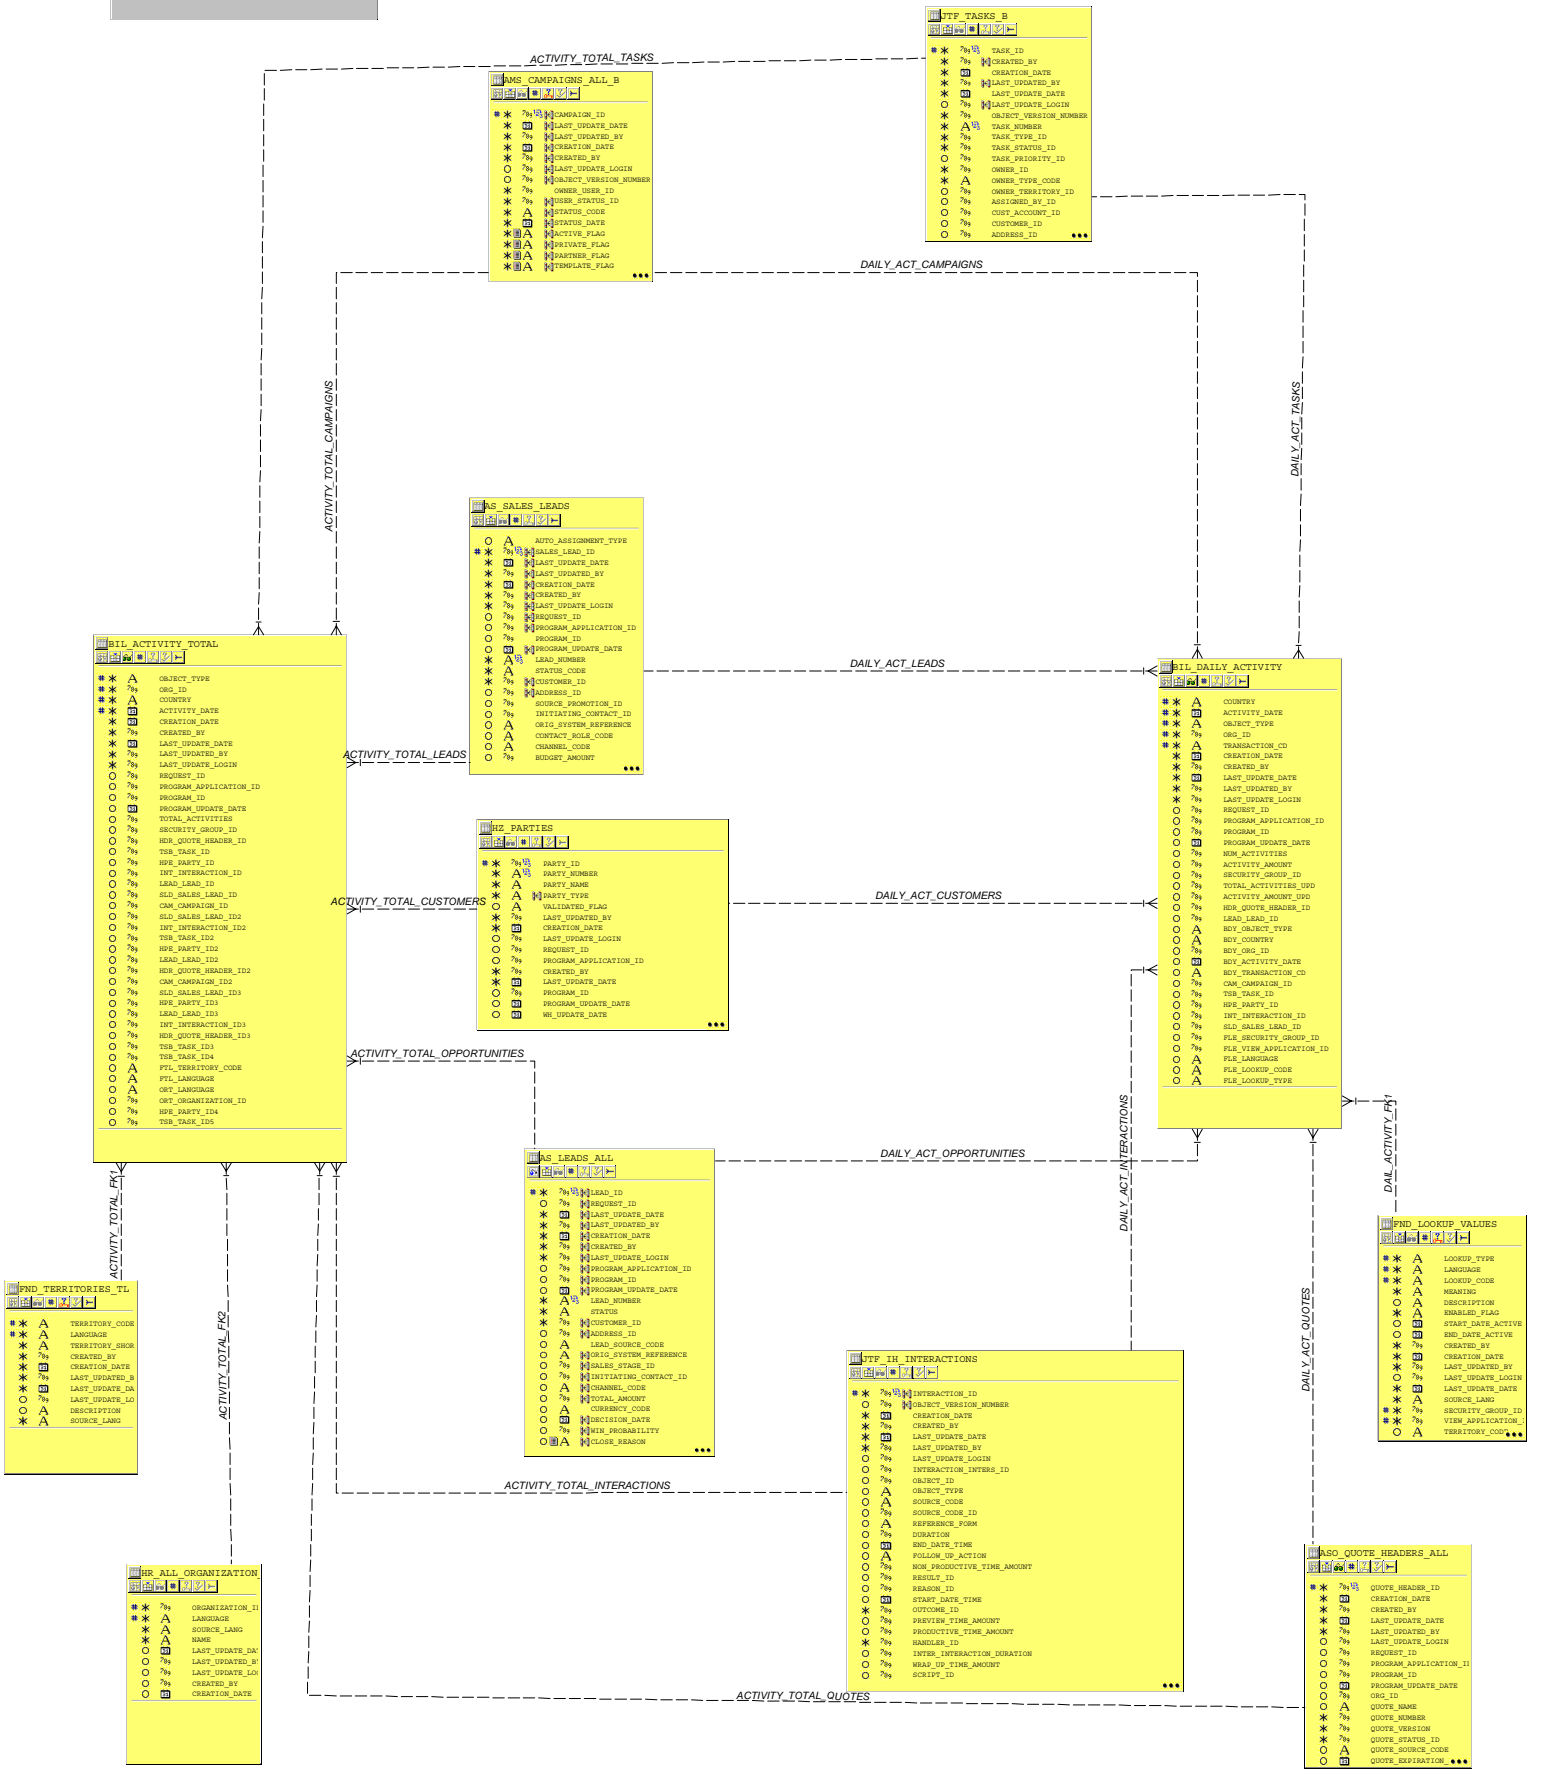 JTF_TASKS_B
TASK_ID
CREATED_BY
CREATION_DATE
LAST_UPDATED_BY
LAST_UPDATE_DATE
LAST_UPDATE_LOGIN
OBJECT_VERSION_NUMBER
TASK_NUMBER
TASK_TYPE_ID
TASK_STATUS_ID
TASK_PRIORITY_ID
OWNER_ID
OWNER_TYPE_CODE
OWNER_TERRITORY_ID
ASSIGNED_BY_ID
CUST_ACCOUNT_ID
CUSTOMER_ID
ADDRESS_ID
ACTIVITY_TOTAL_TASKS
AMS_CAMPAIGNS_ALL_B
CAMPAIGN_ID
LAST_UPDATE_DATE
LAST_UPDATED_BY
CREATION_DATE
CREATED_BY
LAST_UPDATE_LOGIN
OBJECT_VERSION_NUMBER
OWNER_USER_ID
USER_STATUS_ID
STATUS_CODE
STATUS_DATE
ACTIVE_FLAG
PRIVATE_FLAG
PARTNER_FLAG
TEMPLATE_FLAG
DAILY_ACT_CAMPAIGNS
ACTIVITY_TOTAL_CAMPAIGNS
DAILY_ACT_TASKS
AS_SALES_LEADS
AUTO_ASSIGNMENT_TYPE
SALES_LEAD_ID
LAST_UPDATE_DATE
LAST_UPDATED_BY
CREATION_DATE
CREATED_BY
LAST_UPDATE_LOGIN
REQUEST_ID
PROGRAM_APPLICATION_ID
PROGRAM_ID
PROGRAM_UPDATE_DATE
LEAD_NUMBER
STATUS_CODE
CUSTOMER_ID
ADDRESS_ID
SOURCE_PROMOTION_ID
INITIATING_CONTACT_ID
ORIG_SYSTEM_REFERENCE
CONTACT_ROLE_CODE
CHANNEL_CODE
BUDGET_AMOUNT
BIL_ACTIVITY_TOTAL
OBJECT_TYPE
ORG_ID
COUNTRY
ACTIVITY_DATE
CREATION_DATE
CREATED_BY
LAST_UPDATE_DATE
LAST_UPDATED_BY
LAST_UPDATE_LOGIN
REQUEST_ID
PROGRAM_APPLICATION_ID
PROGRAM_ID
PROGRAM_UPDATE_DATE
TOTAL_ACTIVITIES
SECURITY_GROUP_ID
HDR_QUOTE_HEADER_ID
TSB_TASK_ID
HPE_PARTY_ID
INT_INTERACTION_ID
LEAD_LEAD_ID
SLD_SALES_LEAD_ID
CAM_CAMPAIGN_ID
SLD_SALES_LEAD_ID2
INT_INTERACTION_ID2
TSB_TASK_ID2
HPE_PARTY_ID2
LEAD_LEAD_ID2
HDR_QUOTE_HEADER_ID2
CAM_CAMPAIGN_ID2
SLD_SALES_LEAD_ID3
HPE_PARTY_ID3
LEAD_LEAD_ID3
INT_INTERACTION_ID3
HDR_QUOTE_HEADER_ID3
TSB_TASK_ID3
TSB_TASK_ID4
FTL_TERRITORY_CODE
FTL_LANGUAGE
ORT_LANGUAGE
ORT_ORGANIZATION_ID
HPE_PARTY_ID4
TSB_TASK_ID5
DAILY_ACT_LEADS
ACTIVITY_TOTAL_LEADS
BIL_DAILY_ACTIVITY
COUNTRY
ACTIVITY_DATE
OBJECT_TYPE
ORG_ID
TRANSACTION_CD
CREATION_DATE
CREATED_BY
LAST_UPDATE_DATE
LAST_UPDATED_BY
LAST_UPDATE_LOGIN
REQUEST_ID
PROGRAM_APPLICATION_ID
PROGRAM_ID
PROGRAM_UPDATE_DATE
NUM_ACTIVITIES
ACTIVITY_AMOUNT
SECURITY_GROUP_ID
TOTAL_ACTIVITIES_UPD
ACTIVITY_AMOUNT_UPD
HDR_QUOTE_HEADER_ID
LEAD_LEAD_ID
BDY_OBJECT_TYPE
BDY_COUNTRY
BDY_ORG_ID
BDY_ACTIVITY_DATE
BDY_TRANSACTION_CD
CAM_CAMPAIGN_ID
TSB_TASK_ID
HPE_PARTY_ID
INT_INTERACTION_ID
SLD_SALES_LEAD_ID
FLE_SECURITY_GROUP_ID
FLE_VIEW_APPLICATION_ID
FLE_LANGUAGE
FLE_LOOKUP_CODE
FLE_LOOKUP_TYPE
HZ_PARTIES
PARTY_ID
PARTY_NUMBER
PARTY_NAME
PARTY_TYPE
VALIDATED_FLAG
LAST_UPDATED_BY
CREATION_DATE
LAST_UPDATE_LOGIN
REQUEST_ID
PROGRAM_APPLICATION_ID
CREATED_BY
LAST_UPDATE_DATE
PROGRAM_ID
PROGRAM_UPDATE_DATE
WH_UPDATE_DATE
ACTIVITY_TOTAL_CUSTOMERS
DAILY_ACT_CUSTOMERS
ACTIVITY_TOTAL_OPPORTUNITIES
DAILY_ACT_OPPORTUNITIES
DAILY_ACT_INTERACTIONS
DAIL_ACTIVITY_FK1
AS_LEADS_ALL
LEAD_ID
REQUEST_ID
LAST_UPDATE_DATE
LAST_UPDATED_BY
CREATION_DATE
CREATED_BY
LAST_UPDATE_LOGIN
PROGRAM_APPLICATION_ID
PROGRAM_ID
PROGRAM_UPDATE_DATE
LEAD_NUMBER
STATUS
CUSTOMER_ID
ADDRESS_ID
LEAD_SOURCE_CODE
ORIG_SYSTEM_REFERENCE
SALES_STAGE_ID
INITIATING_CONTACT_ID
CHANNEL_CODE
TOTAL_AMOUNT
CURRENCY_CODE
DECISION_DATE
WIN_PROBABILITY
CLOSE_REASON
ACTIVITY_TOTAL_FK1
ACTIVITY_TOTAL_FK2
FND_TERRITORIES_TL
TERRITORY_CODE
LANGUAGE
TERRITORY_SHOR
CREATED_BY
CREATION_DATE
LAST_UPDATED_B
LAST_UPDATE_DA
LAST_UPDATE_LO
DESCRIPTION
SOURCE_LANG
FND_LOOKUP_VALUES
LOOKUP_TYPE
LANGUAGE
LOOKUP_CODE
MEANING
DESCRIPTION
ENABLED_FLAG
START_DATE_ACTIVE
END_DATE_ACTIVE
CREATED_BY
CREATION_DATE
LAST_UPDATED_BY
LAST_UPDATE_LOGIN
LAST_UPDATE_DATE
SOURCE_LANG
SECURITY_GROUP_ID
VIEW_APPLICATION_
TERRITORY_COD
DAILY_ACT_QUOTES
JTF_IH_INTERACTIONS
INTERACTION_ID
OBJECT_VERSION_NUMBER
CREATION_DATE
CREATED_BY
LAST_UPDATE_DATE
LAST_UPDATED_BY
LAST_UPDATE_LOGIN
INTERACTION_INTERS_ID
OBJECT_ID
OBJECT_TYPE
SOURCE_CODE
SOURCE_CODE_ID
REFERENCE_FORM
DURATION
END_DATE_TIME
FOLLOW_UP_ACTION
NON_PRODUCTIVE_TIME_AMOUNT
RESULT_ID
REASON_ID
START_DATE_TIME
OUTCOME_ID
PREVIEW_TIME_AMOUNT
PRODUCTIVE_TIME_AMOUNT
HANDLER_ID
INTER_INTERACTION_DURATION
WRAP_UP_TIME_AMOUNT
SCRIPT_ID
ACTIVITY_TOTAL_INTERACTIONS
HR_ALL_ORGANIZATION_
ORGANIZATION_ID
LANGUAGE
SOURCE_LANG
NAME
LAST_UPDATE_DAT
LAST_UPDATED_BY
LAST_UPDATE_LOG
CREATED_BY
CREATION_DATE
ACTIVITY_TOTAL_QUOTES
ASO_QUOTE_HEADERS_ALL
QUOTE_HEADER_ID
CREATION_DATE
CREATED_BY
LAST_UPDATE_DATE
LAST_UPDATED_BY
LAST_UPDATE_LOGIN
REQUEST_ID
PROGRAM_APPLICATION_ID
PROGRAM_ID
PROGRAM_UPDATE_DATE
ORG_ID
QUOTE_NAME
QUOTE_NUMBER
QUOTE_VERSION
QUOTE_STATUS_ID
QUOTE_SOURCE_CODE
QUOTE_EXPIRATION_